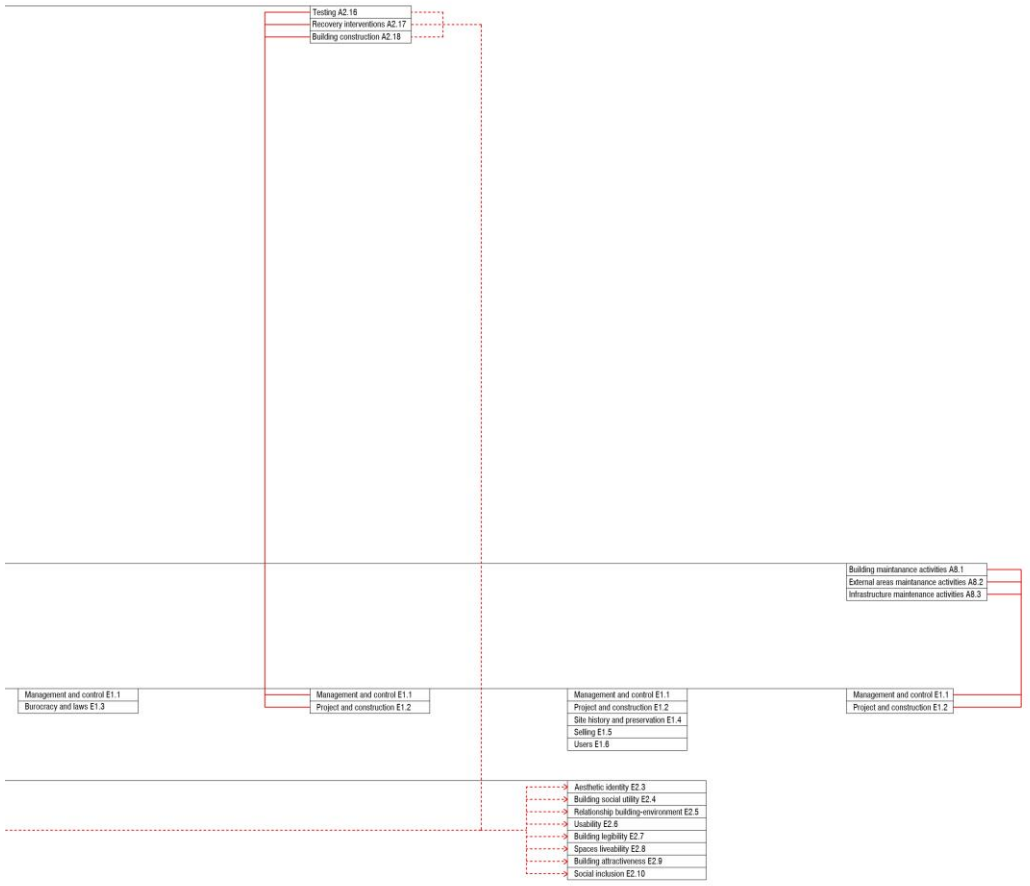 Testing A2.16
Recovery interventions A2.17
Building construction A2.18
Building maintanance activities A8.1
External areas maintanance activities A8.2
Infrastructure maintenance activities A8.3
Management and control E1.1
Burocracy and laws E1.3
Management and control E1.1
Project and construction E1.2
Management and control E1.1
Project and construction E1.2
Site history and preservation E1.4
Selling E1.5
Users E1.6
Management and control E1.1
Project and construction E1.2
Aesthetic identity E2.3
Building social utility E2.4
Relationship building-environment E2.5
Usability E2.6
Building legibility E2.7
Spaces liveability E2.8
Building attractiveness E2.9
Social inclusion E2.10